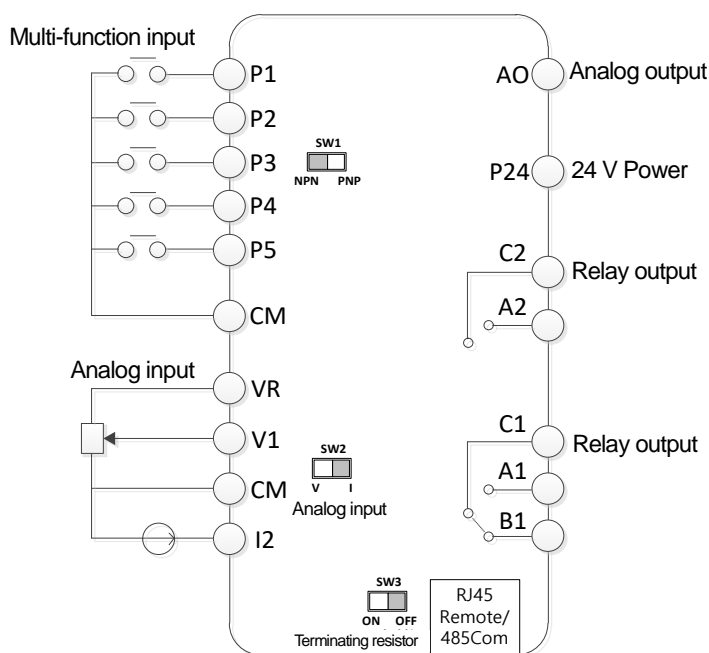 Multi-function input
P1
P2
P3
P4
P5
CM
SW1
NPN PNP
Analog input
VR
V1
CM
I2
SW2
V I
Analog input
SW3
ON OFF
Terminating resistor
RJ45
Remote/
485Com
AO Analog output
P24 24 V Power
C2 Relay output
A2
C1 Relay output
A1
B1